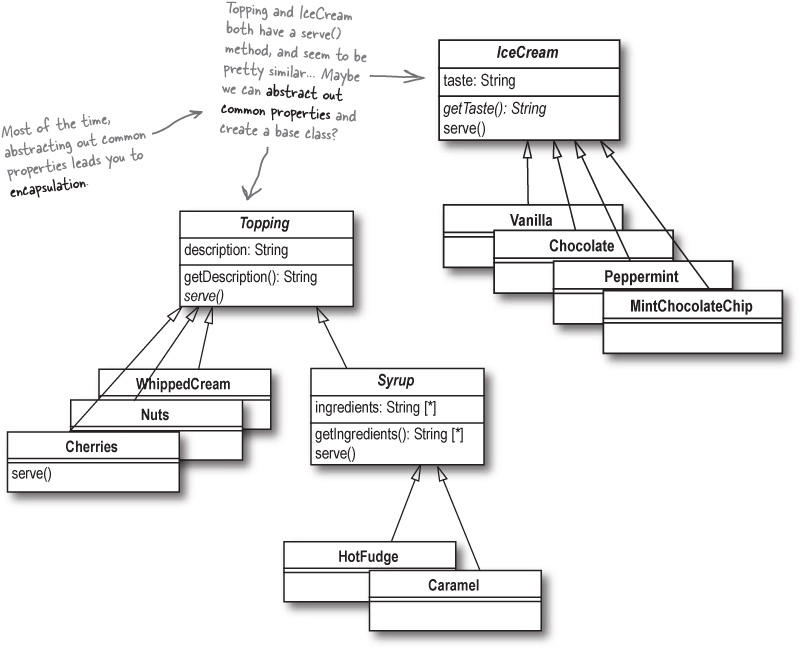 Topping and IceCream
both have a serve()
method, and seem to be
pretty similar... Maybe
we can abstract out
common properties and
create a base class?
Most of the time,
abstracting out common
properties leads you to
encapsulation.
IceCream
taste: String
getTaste(): String
serve()
Vanilla
Chocolate
Peppermint
MintChocolateChip
Topping
description: String
getDescription(): String
serve()
WhippedCream
Nuts
Cherries
serve()
Syrup
ingredients: String [*]
getIngredients(): String [*]
serve()
HotFudge
Caramel